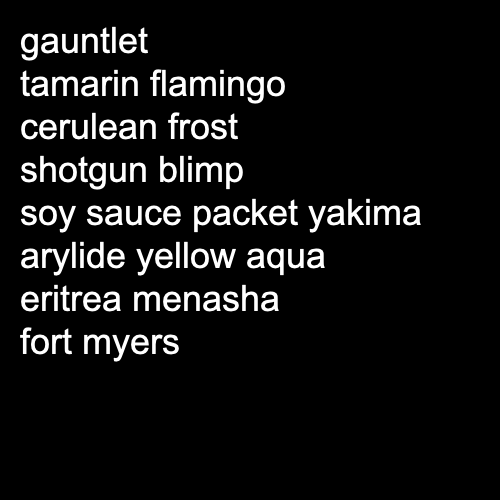 gauntlet
tamarin flamingo
cerulean frost
shotgun blimp
soy sauce packet yakima
arylide yellow aqua
eritrea menasha
fort myers